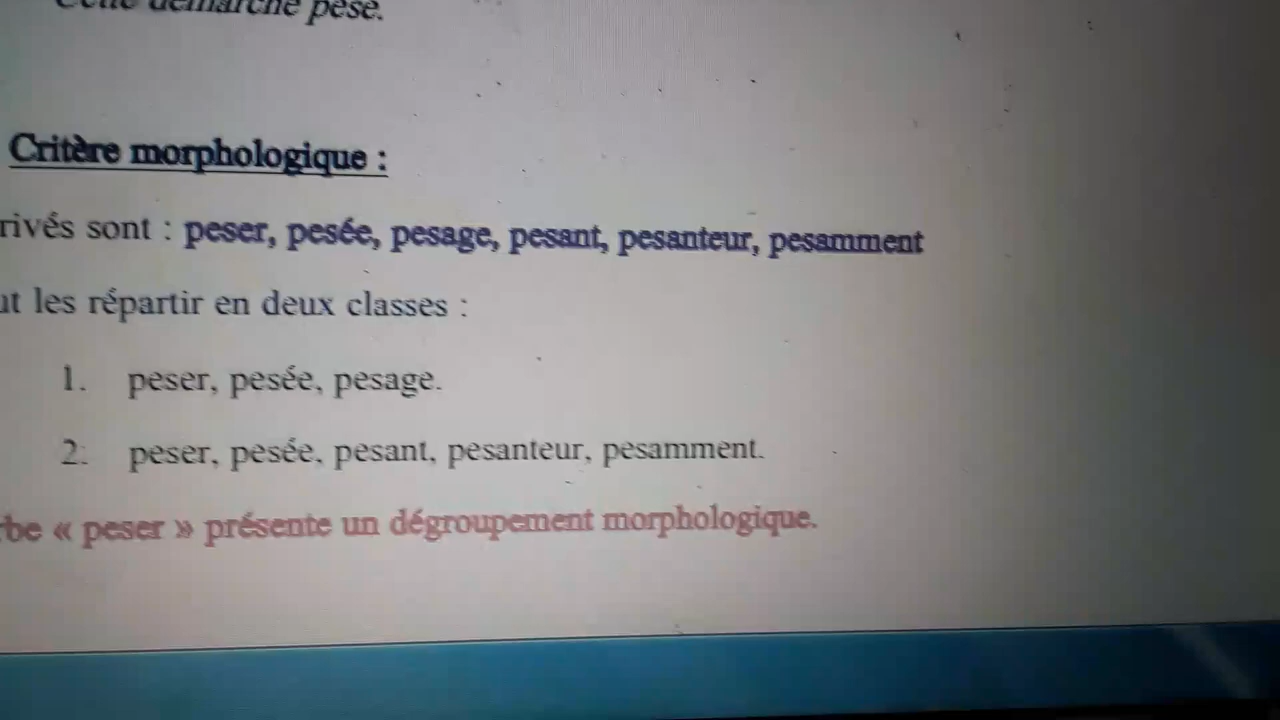 Cette démarche pèse.
Critère morphologique :
rivés sont : peser, pesée, pesage, pesant, pesanteur, pesamment
ut les répartir en deux classes :
1. peser, pesée, pesage.
2. peser, pesée, pesant, pesanteur, pesamment.
rbe « peser » présente un dégroupement morphologique.